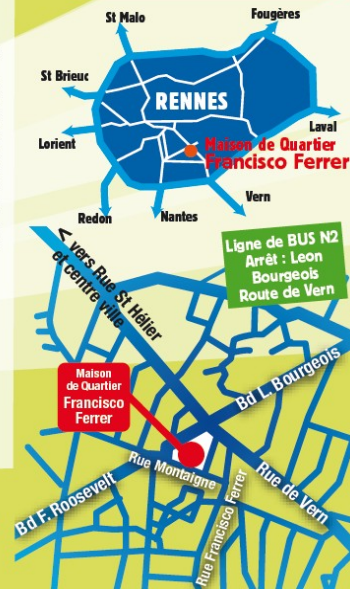 St Malo
Fougères
St Brieuc
RENNES
Laval
Lorient
Maison de Quartier
Francisco Ferrer
Vern
Redon
Nantes
< vers Rue St Hélier
et centre ville
Ligne de BUS N2
Arrêt : Leon
Bourgeois
Route de Vern
Maison
de Quartier
Francisco
Ferrer
Bd L. Bourgeois
Rue Montaigne
Bd F. Roosevelt
Rue Francisco Ferrer
Rue de Vern